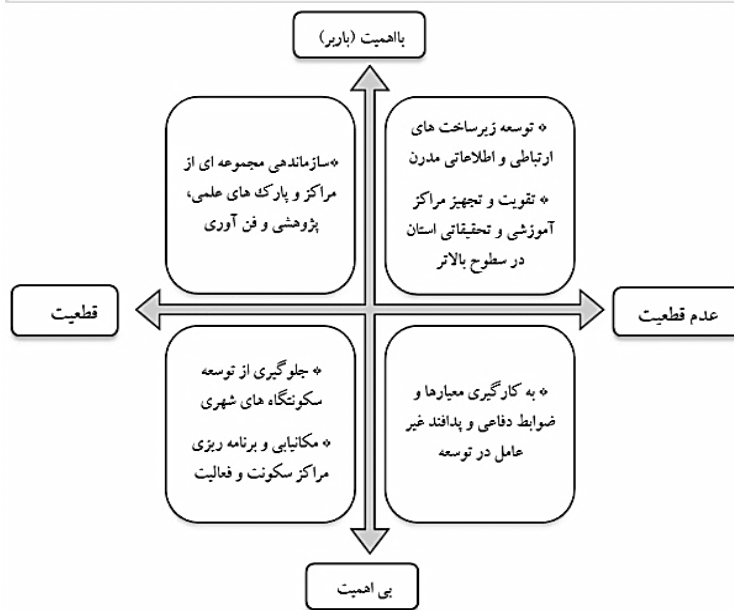 بااهمیت (باربر)
* توسعه زیرساخت های
ارتباطی و اطلاعاتی مدرن
* تقویت و تجهیز مراکز
آموزشی و تحقیقاتی استان
در سطوح بالاتر
*سازماندهی مجموعه ای از
مراکز و پارک های علمی،
پژوهشی و فن آوری
عدم قطعیت
قطعیت
* به کارگیری معیارها و
ضوابط دفاعی و پدافند غیر
عامل در توسعه
* جلوگیری از توسعه
سکونتگاه های شهری
* مکانیابی و برنامه ریزی
مراکز سکونت و فعالیت
بی اهمیت